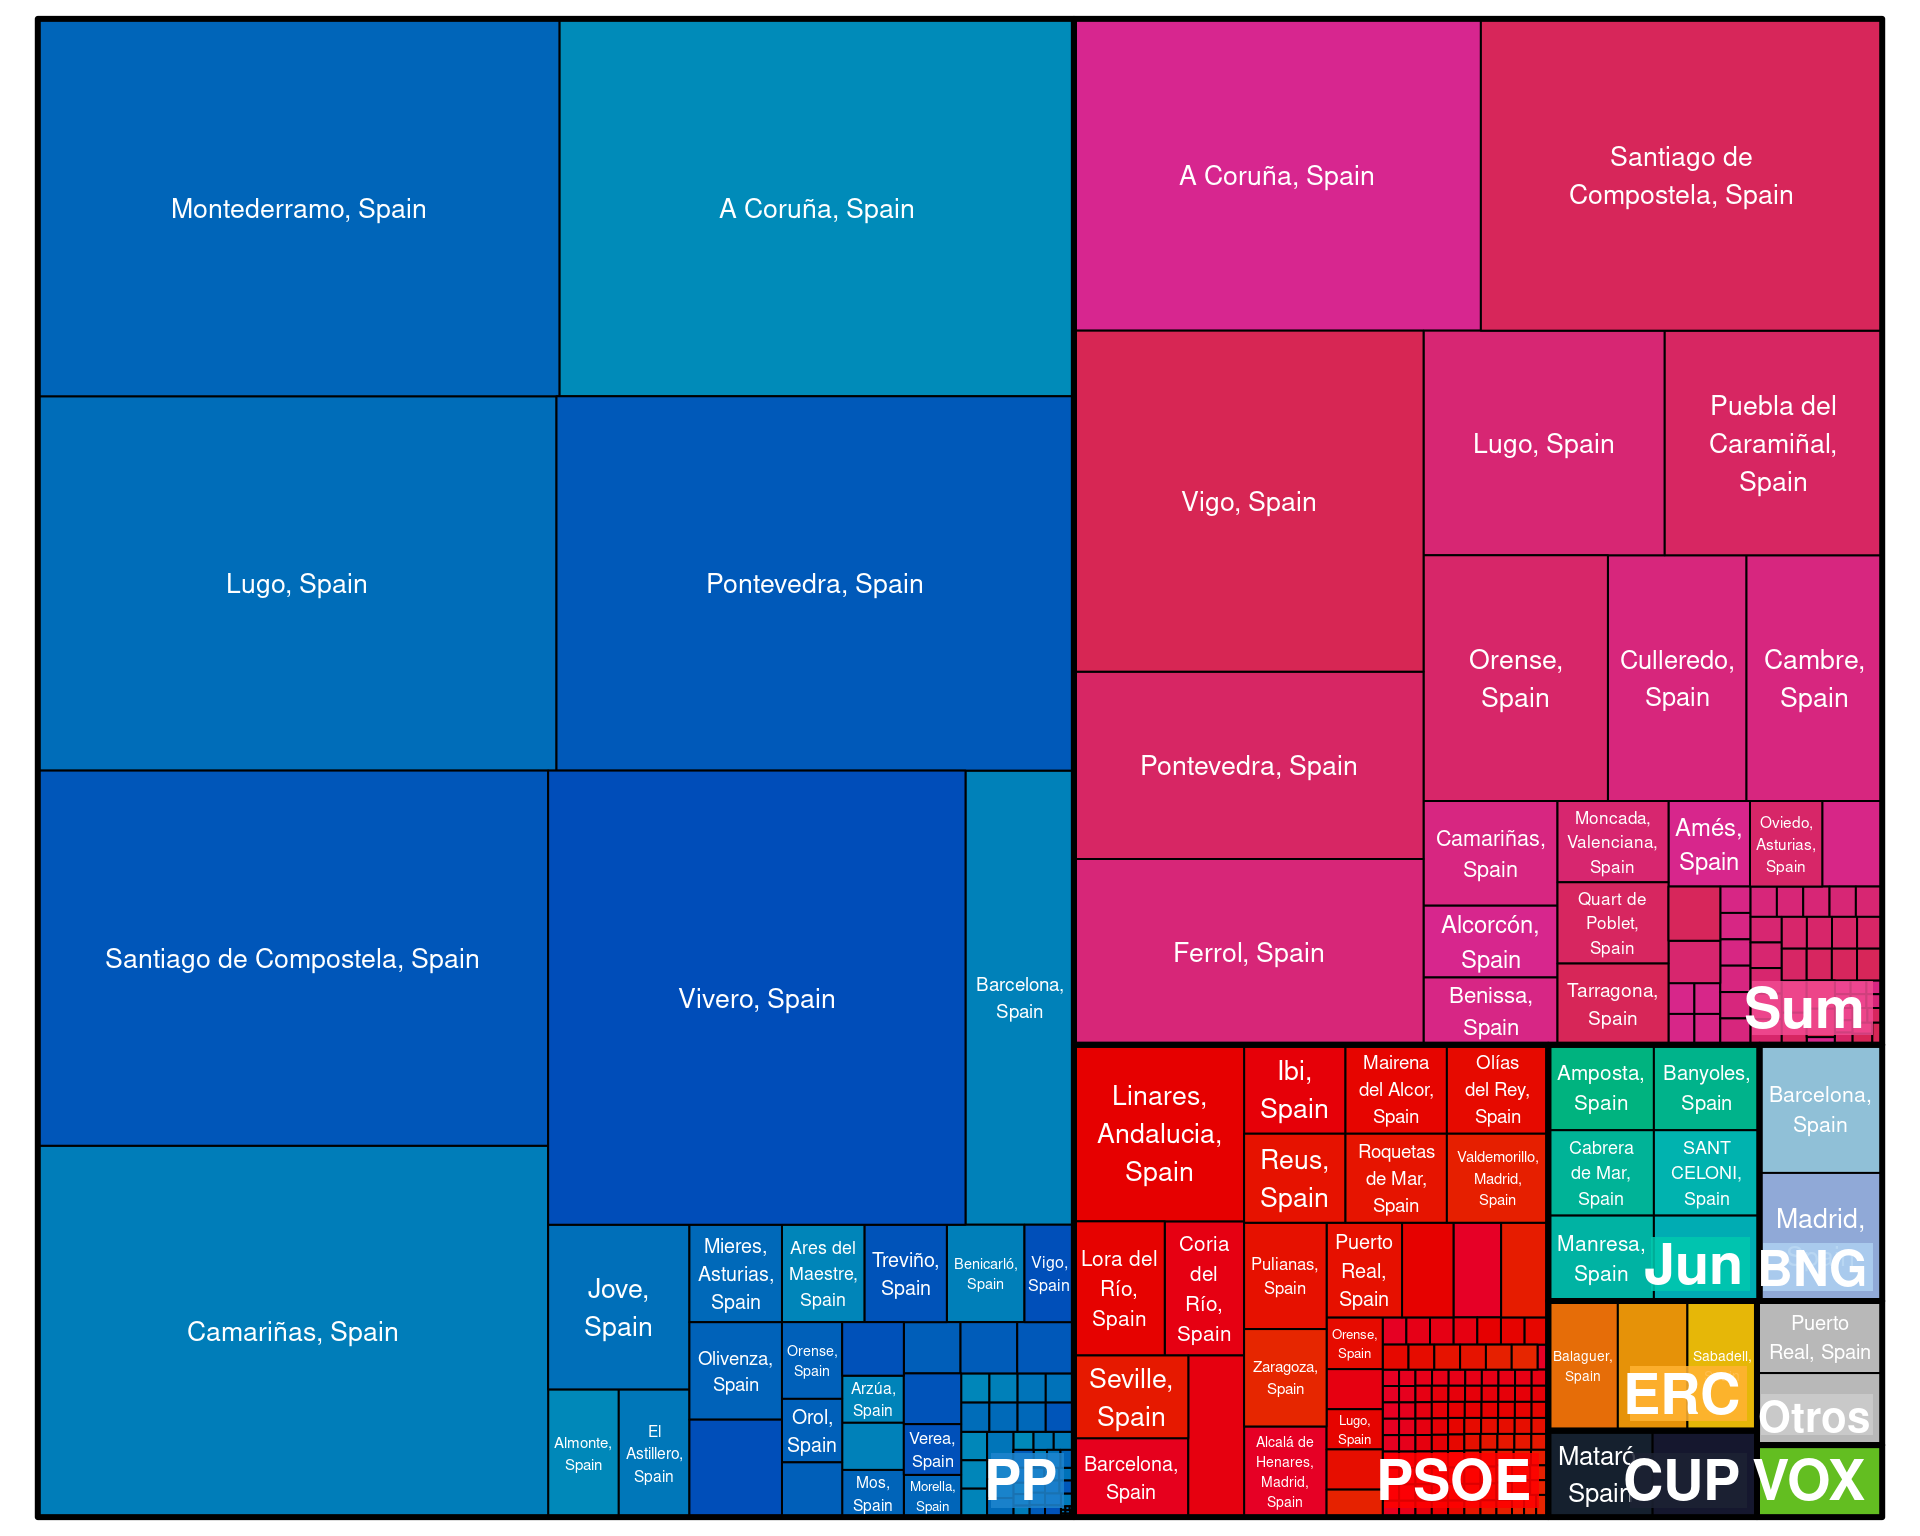 Montederramo, Spain
A Coruña, Spain
Lugo, Spain
Pontevedra, Spain
Santiago de Compostela, Spain
Vivero, Spain
Barcelona,
Spain
Camariñas, Spain
Jove,
Spain
Almonte,
Spain
El
Astillero,
Spain
Mieres,
Asturias,
Spain
Ares del
Maestre,
Spain
Treviño,
Spain
Benicarló,
Spain
Vigo,
Spain
Olivenza,
Spain
Orense,
Spain
Orol,
Spain
Arzúa,
Spain
Mos,
Spain
Verea,
Spain
Morella,
Spain
PP
A Coruña, Spain
Santiago de
Compostela, Spain
Vigo, Spain
Lugo, Spain
Puebla del
Caramiñal,
Spain
Orense,
Spain
Culleredo,
Spain
Cambre,
Spain
Pontevedra, Spain
Ferrol, Spain
Camariñas,
Spain
Alcorcón,
Spain
Benissa,
Spain
Moncada,
Valenciana,
Spain
Quart de
Poblet,
Spain
Tarragona,
Spain
Amés,
Spain
Oviedo,
Asturias,
Spain
Sum
Linares,
Andalucia,
Spain
Ibi,
Spain
Mairena
del Alcor,
Spain
Olías
del Rey,
Spain
Reus,
Spain
Roquetas
de Mar,
Spain
Valdemorillo,
Madrid,
Spain
Lora del
Río,
Spain
Coria
del
Río,
Spain
Seville,
Spain
Barcelona,
Spain
Pulianas,
Spain
Puerto
Real,
Spain
Zaragoza,
Spain
Orense,
Spain
Lugo,
Spain
Alcalá de
Henares,
Madrid,
Spain
PSOE
Amposta,
Spain
Banyoles,
Spain
Cabrera
de Mar,
Spain
SANT
CELONI,
Spain
Manresa,
Spain
Jun
Barcelona,
Spain
Madrid,
BNG
Balaguer,
Spain
Sabadell,
ERC
Puerto
Real, Spain
Otros
Mataró
Spain
CUP
VOX